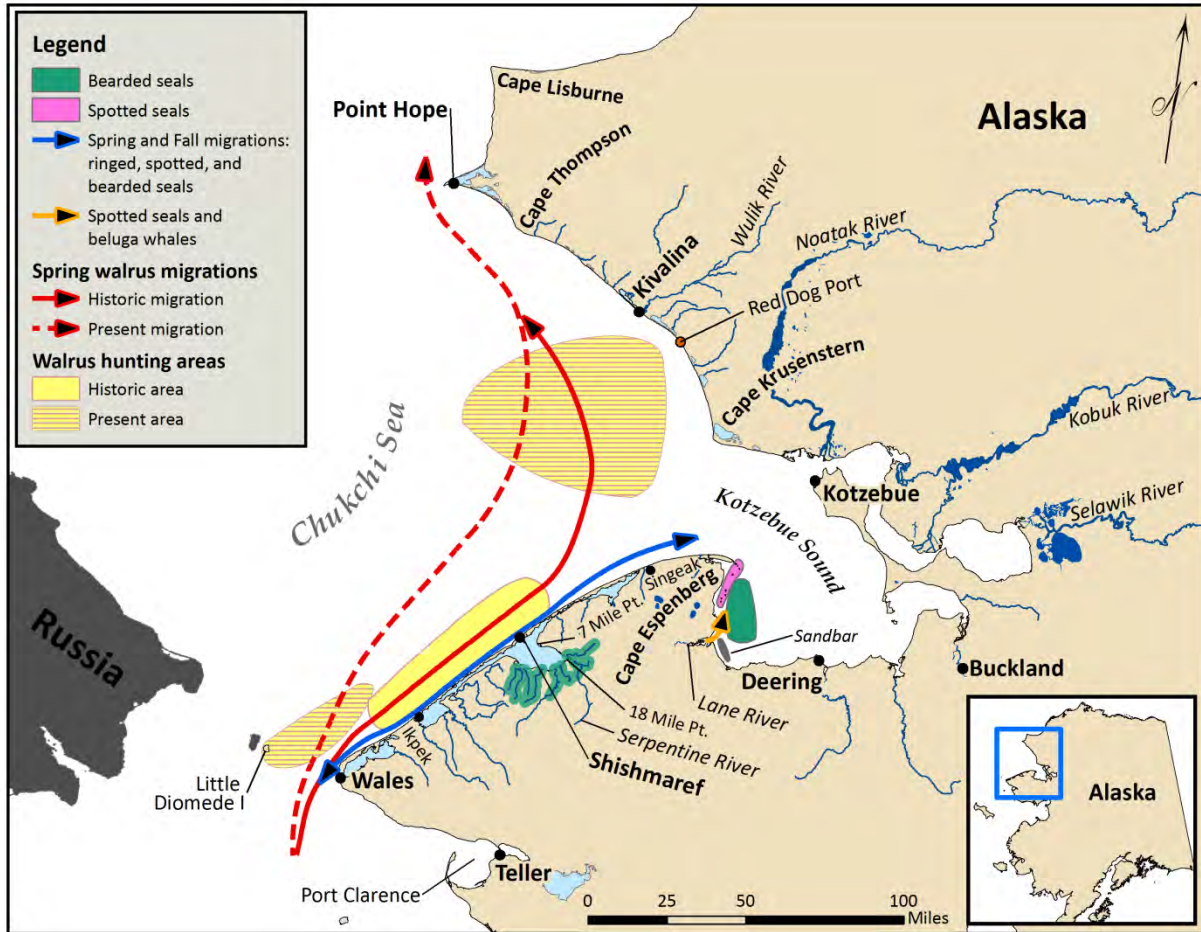 Legend
Bearded seals
Spotted seals
Spring and Fall migrations:
ringed, spotted, and
bearded seals
Spotted seals and
beluga whales
Spring walrus migrations
Historic migration
Present migration
Walrus hunting areas
Historic area
Present area
Cape Lisburne
Point Hope
Alaska
N
Cape Thompson
Wulik River
Noatak River
Kivalina
Red Dog Port
Cape Krusenstern
Kobuk River
Chukchi Sea
Kotzebue
Selawik River
Kotzebue Sound
Singeak
7 Mile Pt.
Cape Espenberg
Russia
Sandbar
Buckland
Deering
Lane River
18 Mile Pt.
Serpentine River
Ikpek
Shishmaref
Wales
Little
Diomede I
Alaska
Teller
Port Clarence
0 25 50 100
Miles